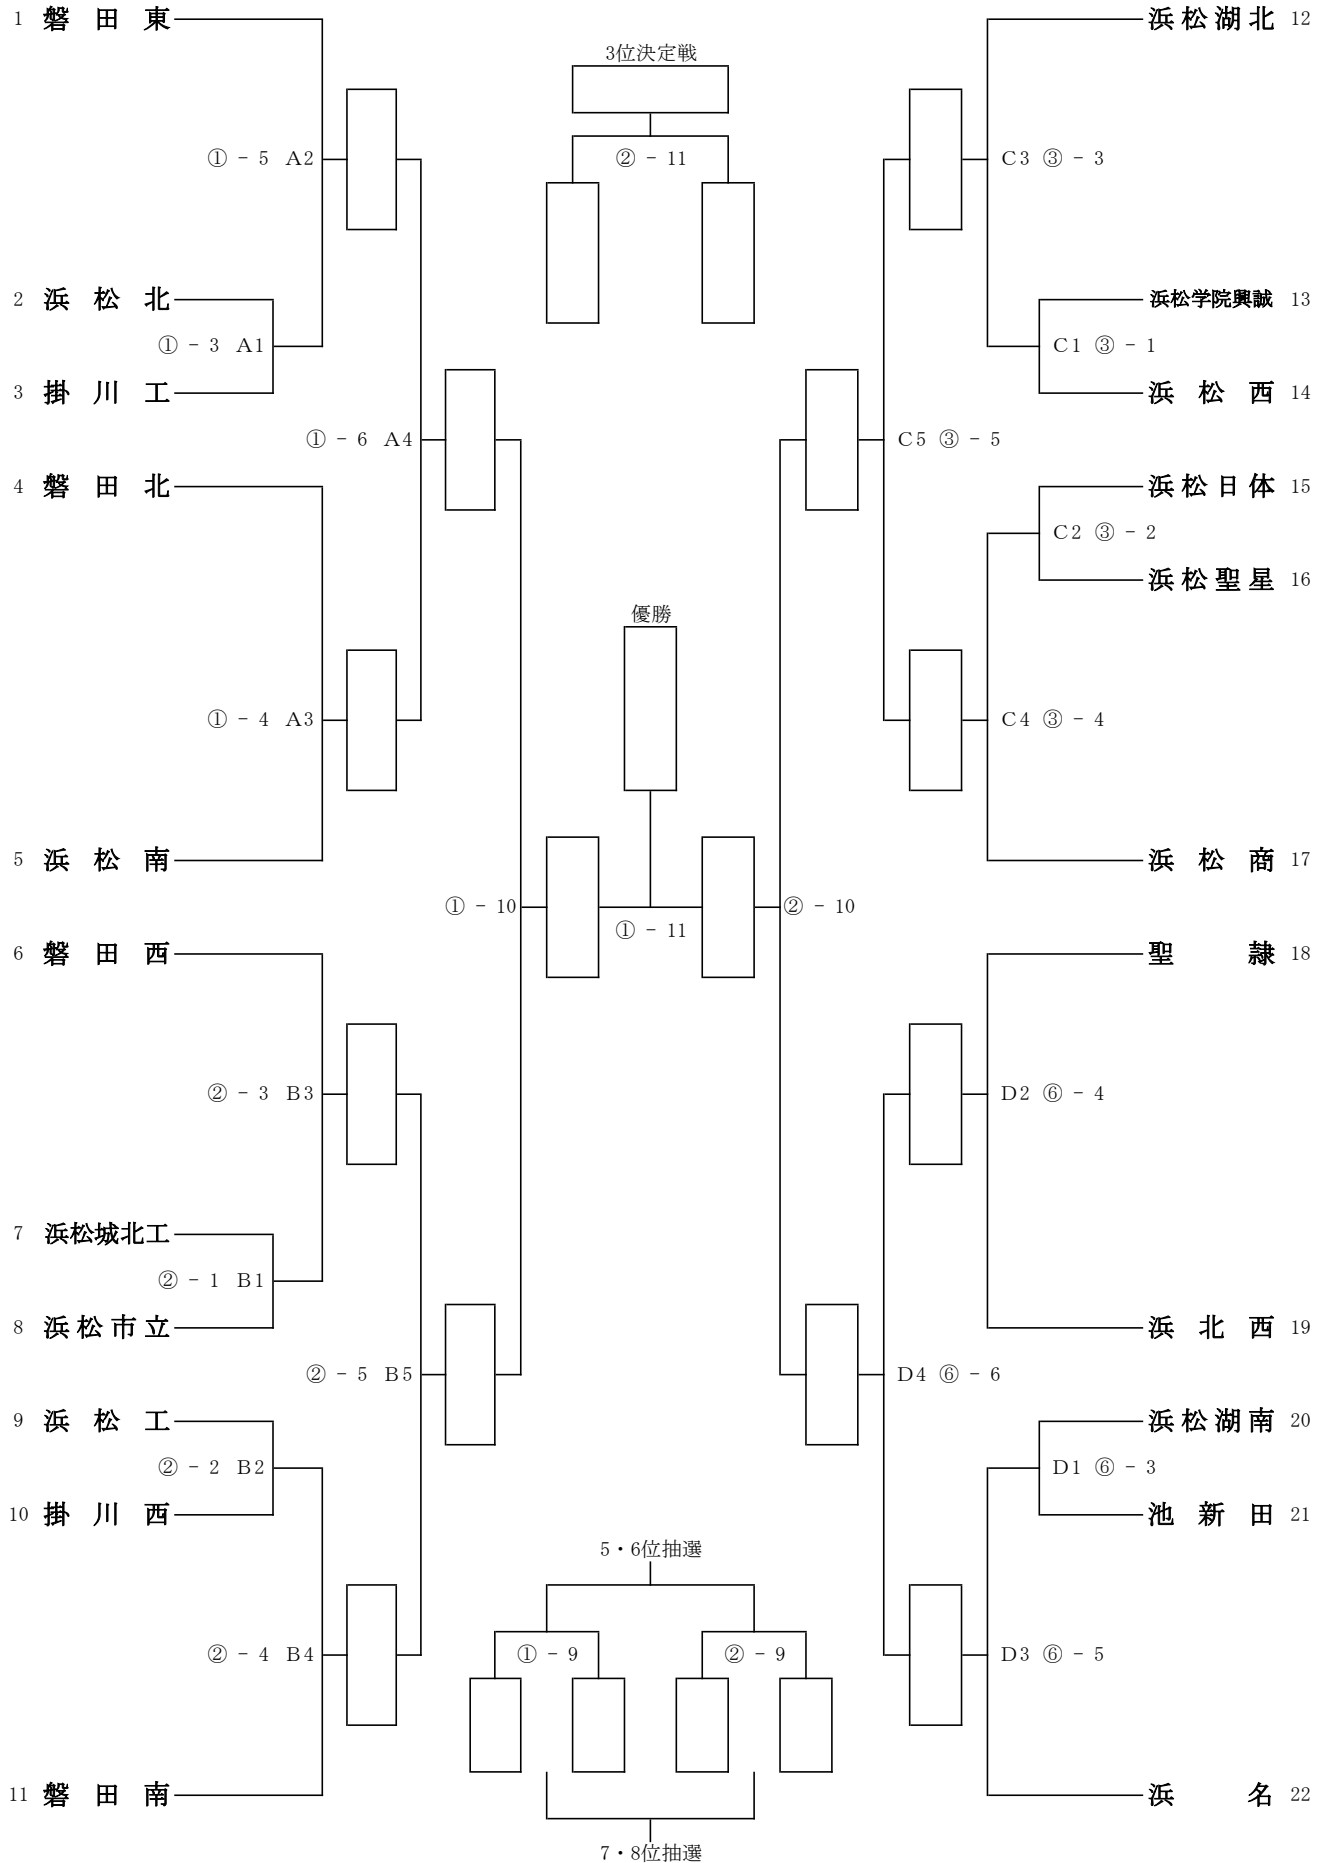 1 磐田東
① - 5 A2
2 浜松北
① - 3 A1
3 掛川工
① - 6 A4
4 磐田北
① - 4 A3
5 浜松南
① - 10
6 磐田西
② - 3 B3
7 浜松城北工
② - 1 B1
8 浜松市立
② - 5 B5
9 浜松工
② - 2 B2
10 掛川西
② - 4 B4
11 磐田南
3位決定戦
② - 11
優勝
① - 11
5・6位抽選
① - 9
② - 9
7・8位抽選
浜松湖北 12
C3 ③ - 3
浜松学院興誠 13
C1 ③ - 1
浜松西 14
C5 ③ - 5
浜松日体 15
C2 ③ - 2
浜松聖星 16
C4 ③ - 4
浜松商 17
② - 10
聖隷 18
D2 ⑥ - 4
浜北西 19
D4 ⑥ - 6
浜松湖南 20
D1 ⑥ - 3
池新田 21
D3 ⑥ - 5
浜名 22